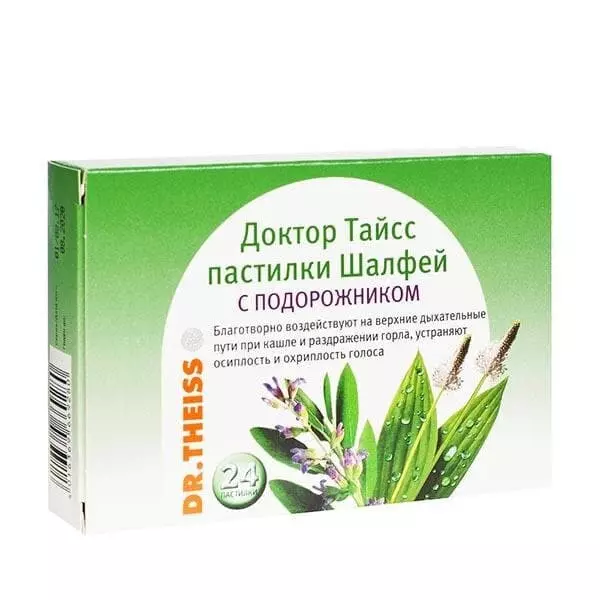 Доктор Тайсс
пастилки Шалфей
С ПОДОРОЖНИКОМ
Благотворно воздействуют на верхние дыхательные
пути при кашле и раздражении горла, устраняют
осиплость и охриплость голоса
DR.THEISS
24
ПАСТИЛКИ